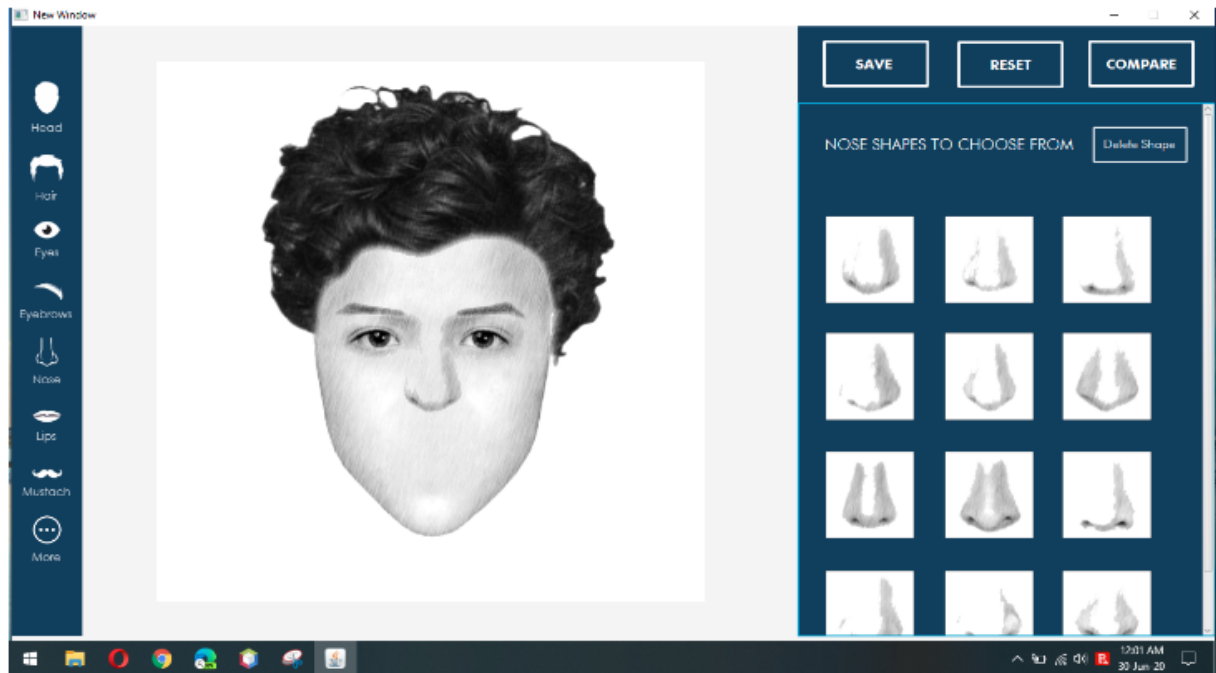 New Window
SAVE
RESET
COMPARE
Head
Hair
Eyes
Eyebrows
Nose
Lips
Mustach
More
NOSE SHAPES TO CHOOSE FROM
Delete Shape
12:01 AM
30-Jun-20